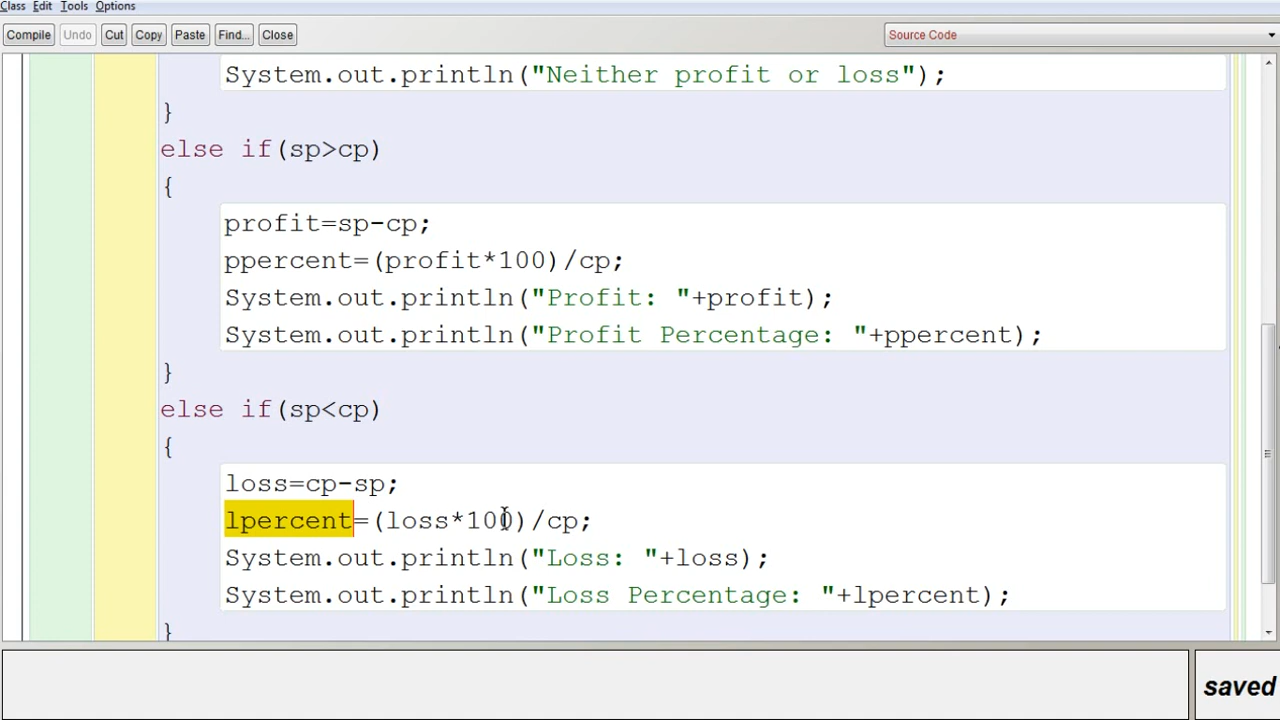 Class Edit Tools Options
Compile Undo Cut Copy Paste Find... Close Source Code
System.out.println("Neither profit or loss");
}
else if(sp>cp)
{
profit=sp-cp;
ppercent=(profit*100)/cp;
System.out.println("Profit: "+profit);
System.out.println("Profit Percentage: "+ppercent);
}
else if(sp<cp)
{
loss=cp-sp;
lpercent=(loss*100)/cp;
System.out.println("Loss: "+loss);
System.out.println("Loss Percentage: "+lpercent);
}
saved